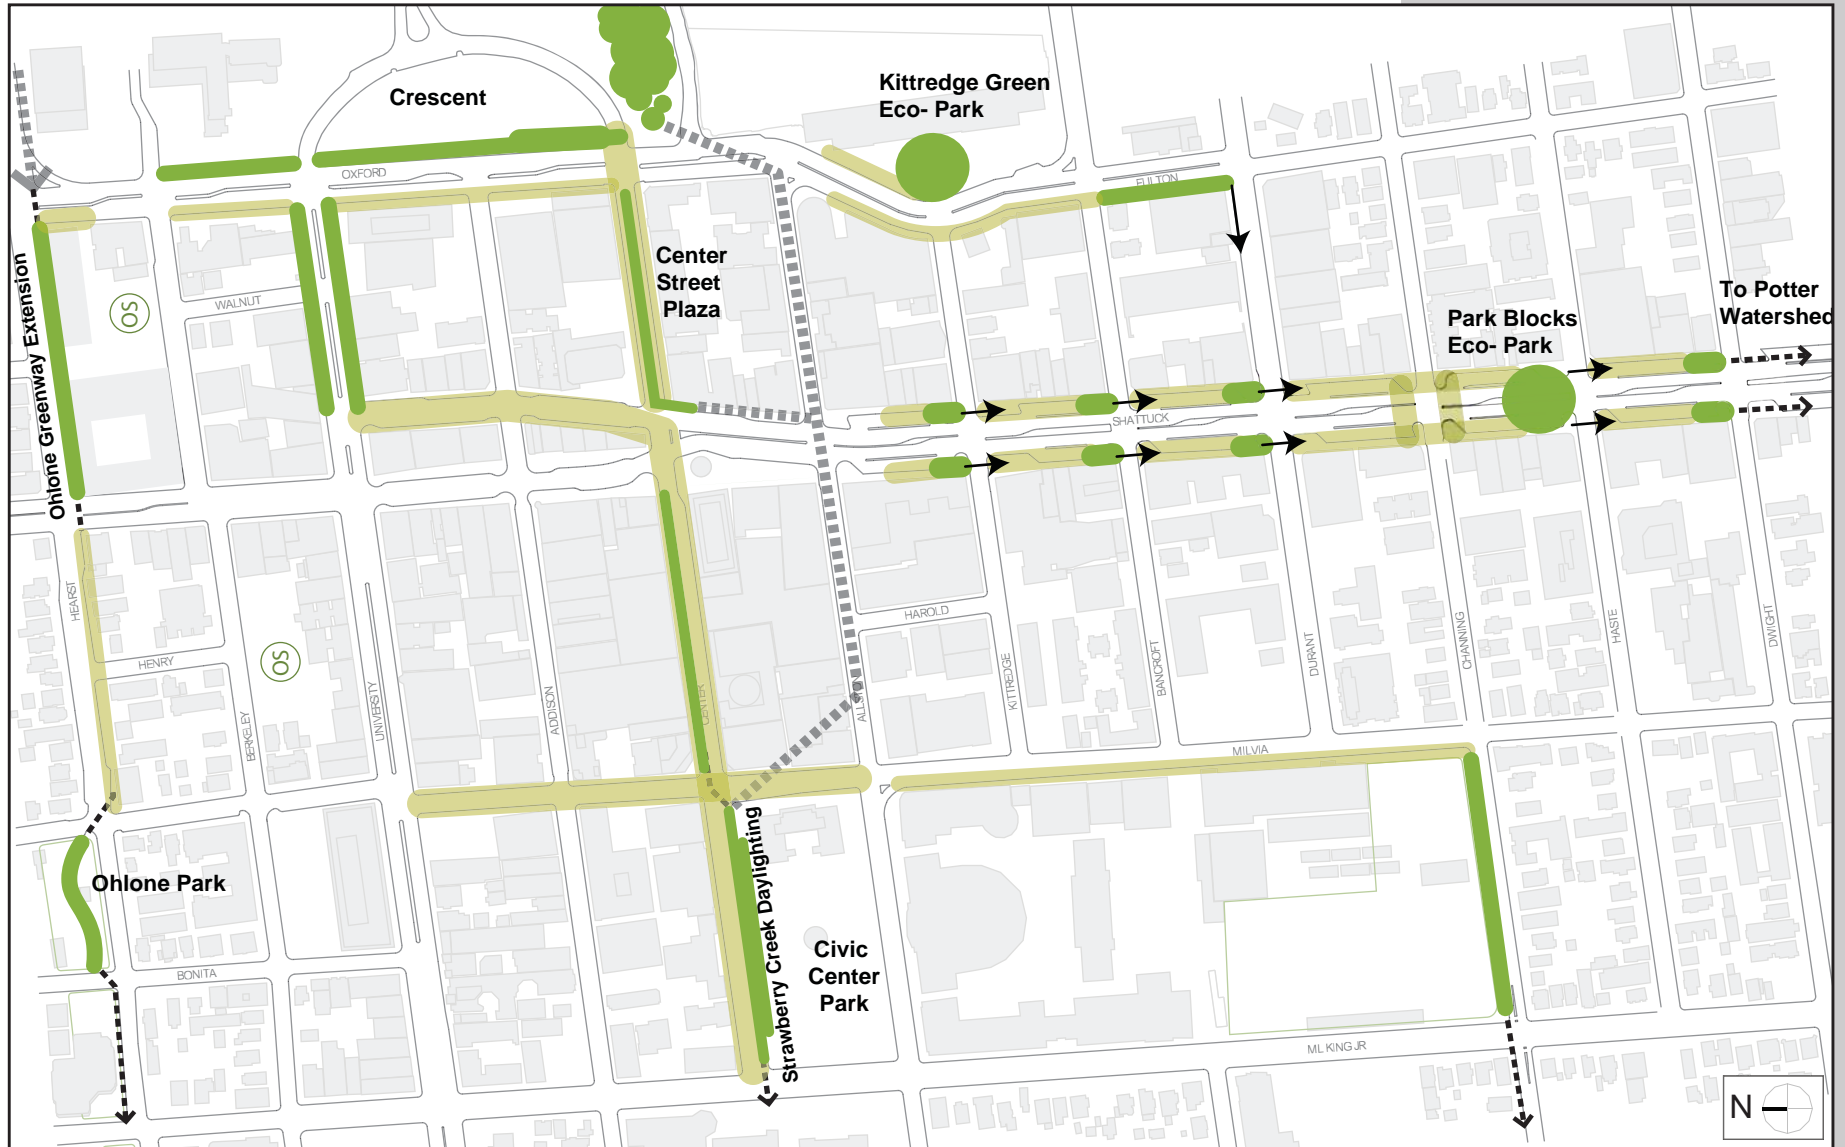 Crescent
Kittredge Green
Eco- Park
OXFORD
FULTON
Center
Street
Plaza
Ohlone Greenway Extension
OS
WALNUT
To Potter
Watershed
Park Blocks
Eco- Park
SHATTUCK
HEARST
HENRY
OS
BERKELEY
UNIVERSITY
ADDISON
CENTER
ALLSTON
HAROLD
KITTREDGE
BANCROFT
DURANT
CHANNING
HASTE
DWIGHT
MILVIA
Ohlone Park
Strawberry Creek Daylighting
Civic
Center
Park
BONITA
ML KING JR
N